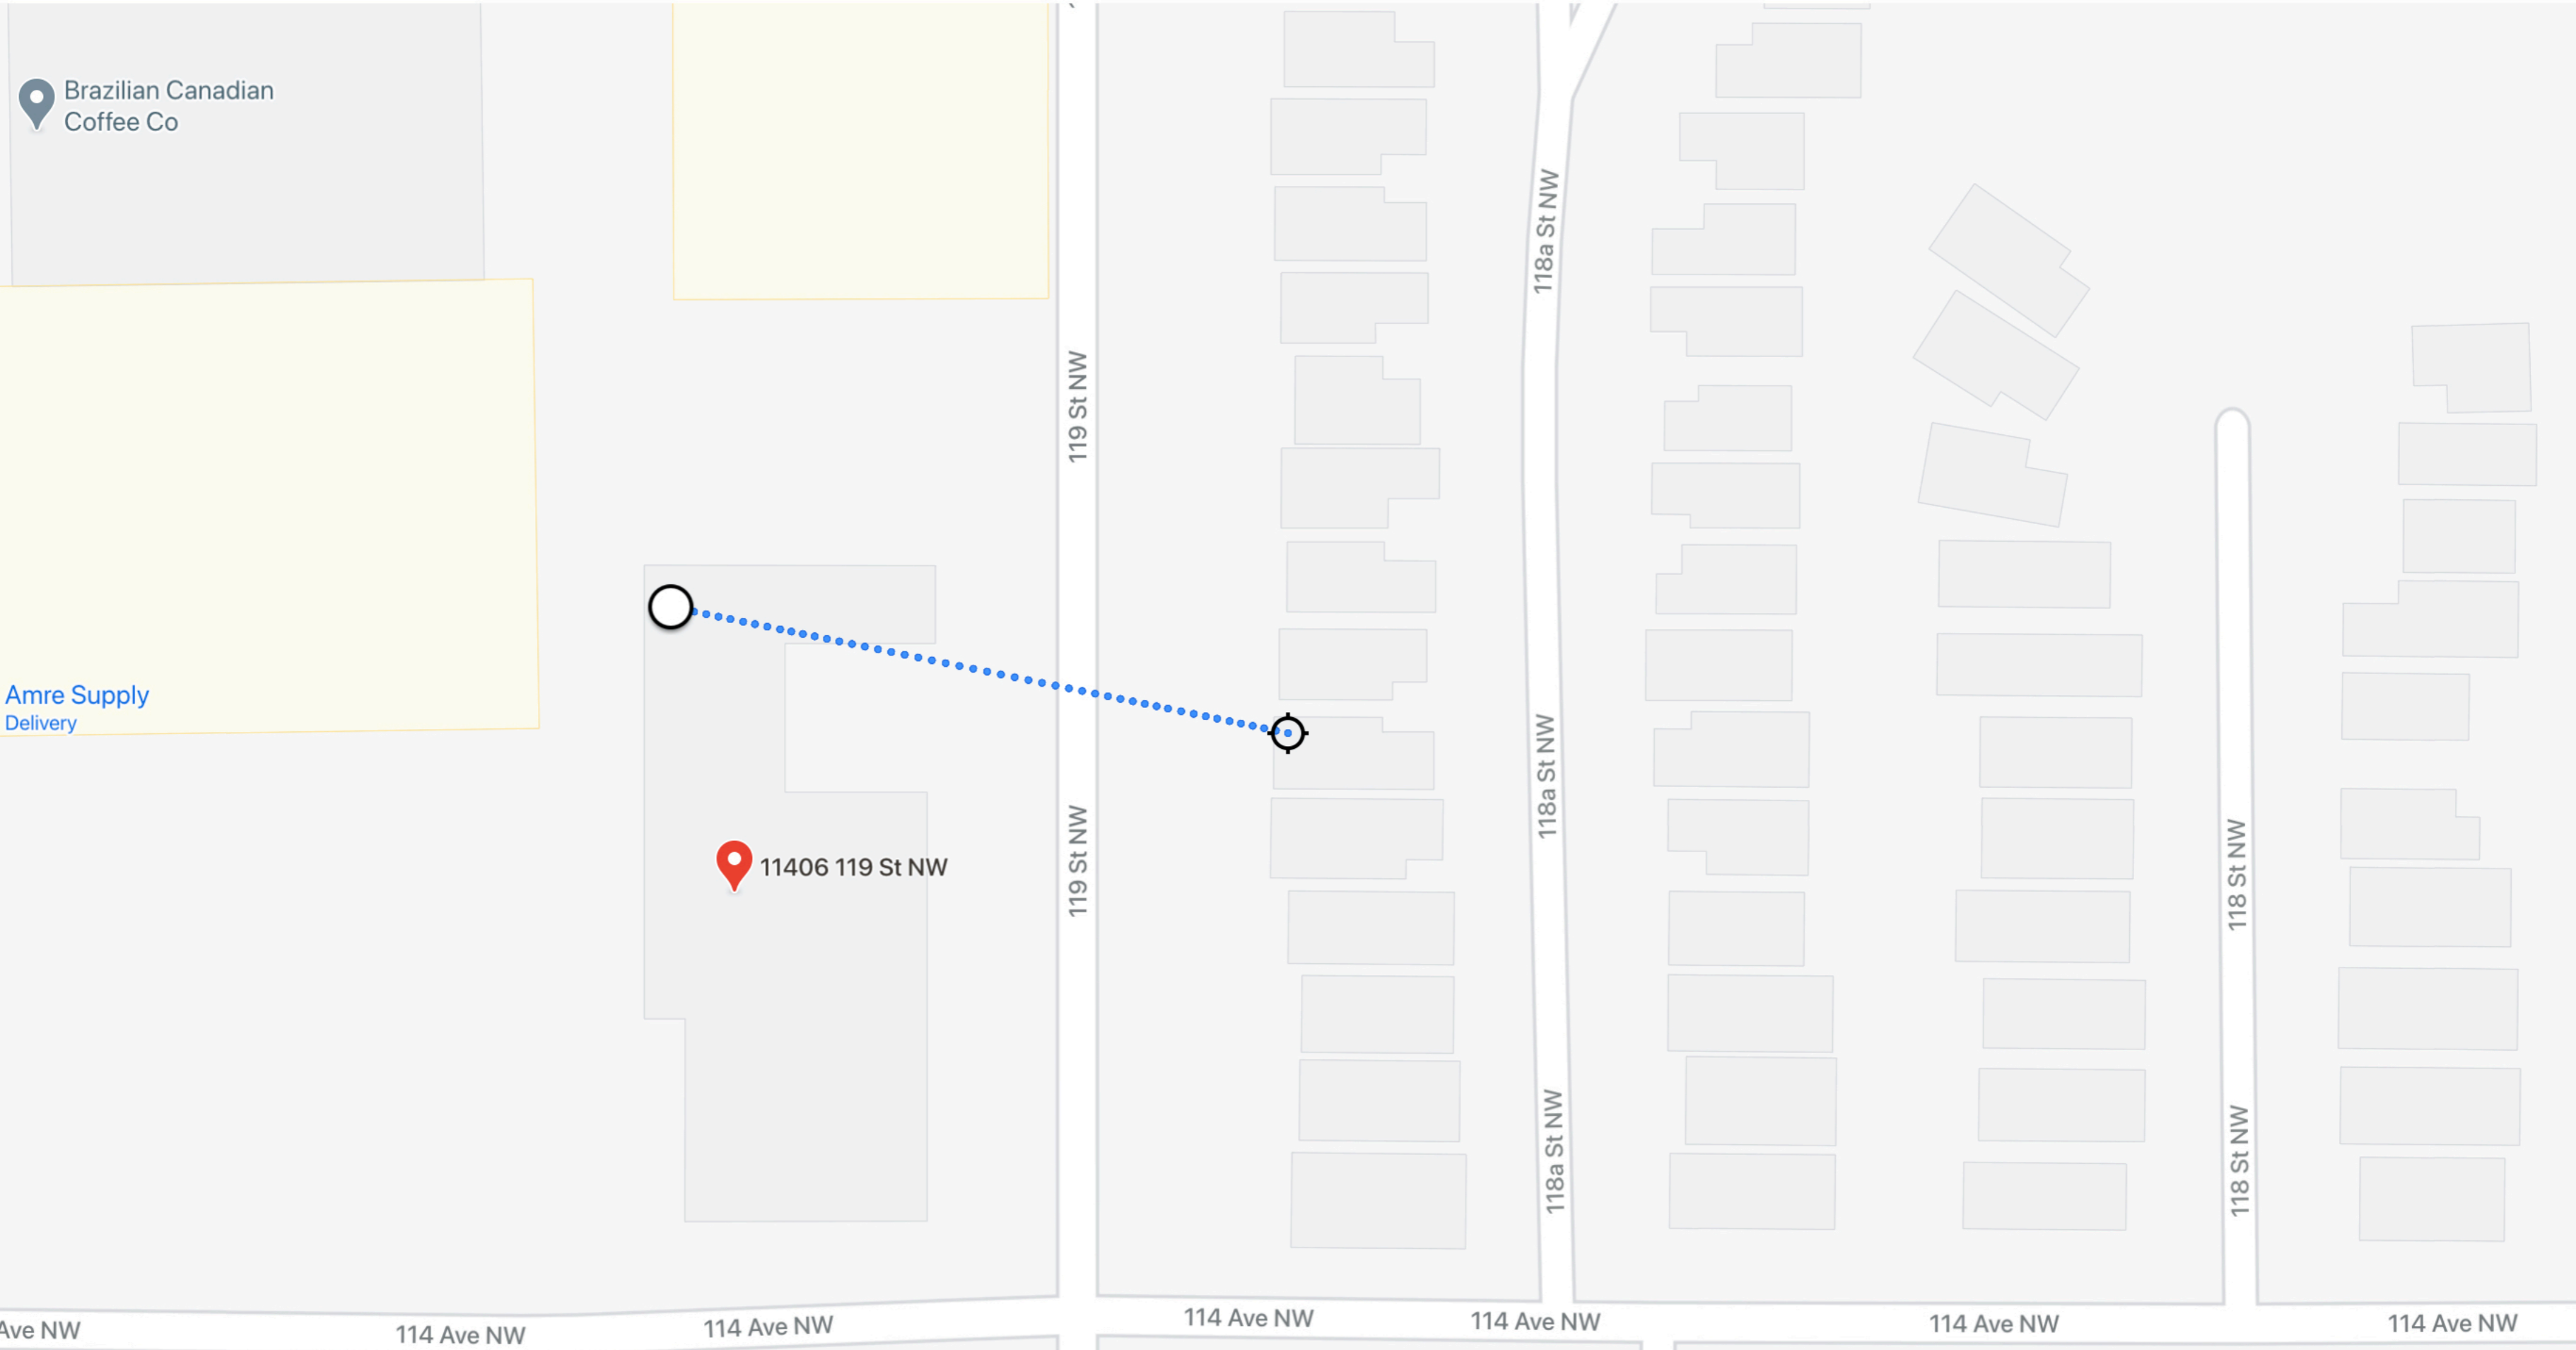 Brazilian Canadian
Coffee Co
118a St NW
119 St NW
Amre Supply
Delivery
118a St NW
11406 119 St NW
119 St NW
118 St NW
118a St NW
118 St NW
Ave NW
114 Ave NW
114 Ave NW
114 Ave NW
114 Ave NW
114 Ave NW
114 Ave NW